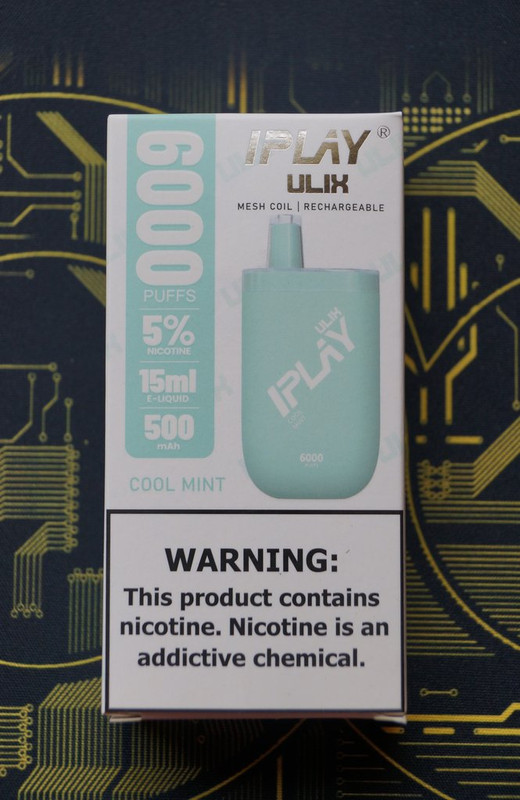 IPLAY®
ULIX
MESH COIL | RECHARGEABLE
6000
PUFFS
5%
NICOTINE
15ml
E-LIQUID
500
mAh
COOL MINT
ULIX
IPLAY
6000
WARNING:
This product contains
nicotine. Nicotine is an
addictive chemical.